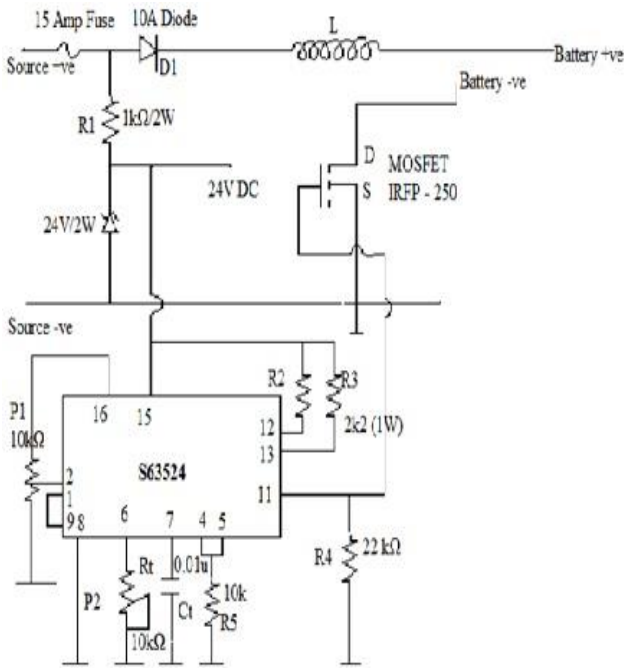 15 Amp Fuse
10A Diode
L
Source +ve
D1
Battery +ve
Battery -ve
R1
1kΩ/2W
D
MOSFET
24V DC
S
IRFP - 250
24V/2W
Source -ve
R2
R3
P1
16
15
10kΩ
12
2k2 (1W)
13
S63524
2
1
11
9
8
6
7
4
5
R4
22 kΩ
Rt
0.01u
10k
P2
Ct
R5
10kΩ